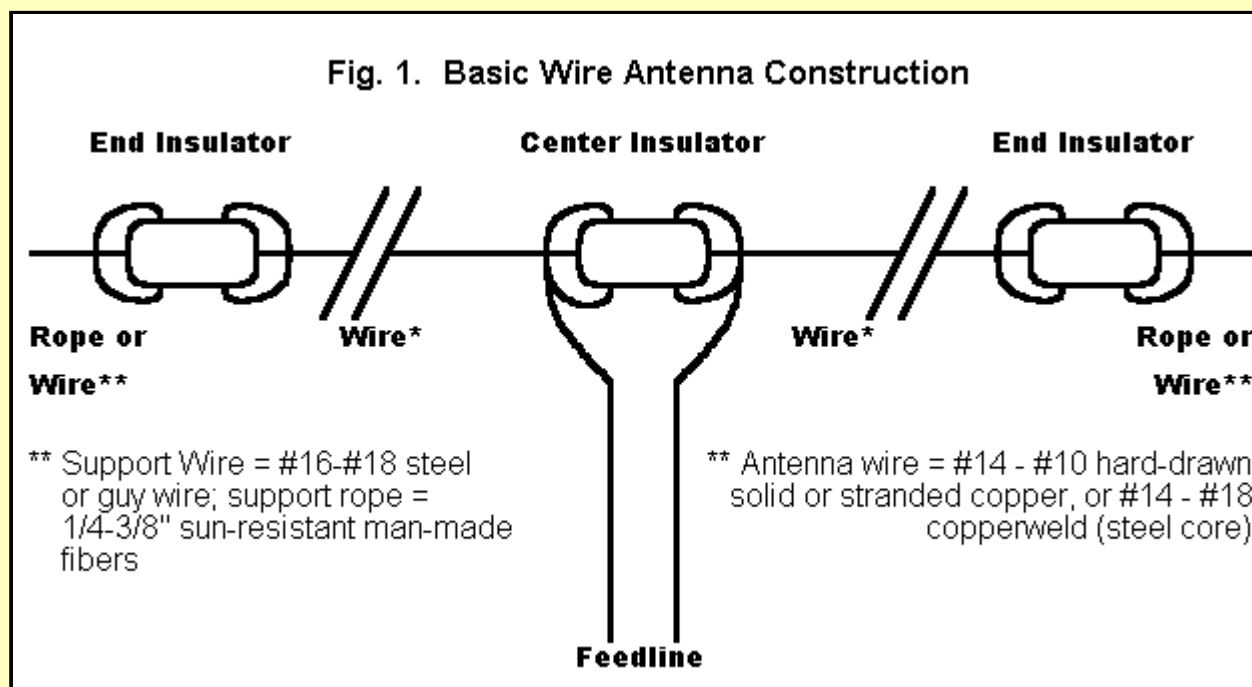 Fig. 1. Basic Wire Antenna Construction
End Insulator
Center Insulator
End Insulator
Rope or
Wire**
Wire*
Wire*
Rope or
Wire**
** Support Wire = #16-#18 steel
or guy wire; support rope =
1/4-3/8" sun-resistant man-made
fibers
** Antenna wire = #14 - #10 hard-drawn
solid or stranded copper, or #14 - #18
copperweld (steel core)
Feedline